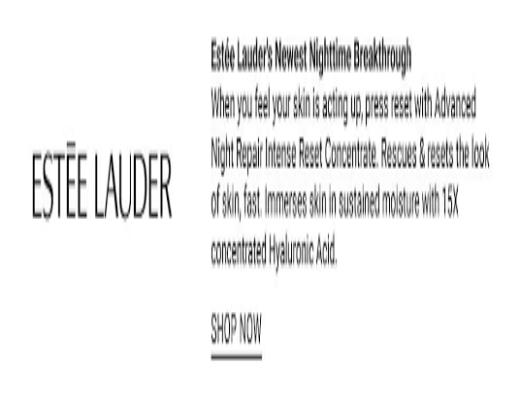 ESTĒE LAUDER
Estée Lauder's Newest Nighttime Breakthrough
When you feel your skin is acting up, press reset with Advanced
Night Repair Intense Reset Concentrate. Rescues & resets the look
of skin, fast. Immerses skin in sustained moisture with 15X
concentrated Hyaluronic Acid.
SHOP NOW